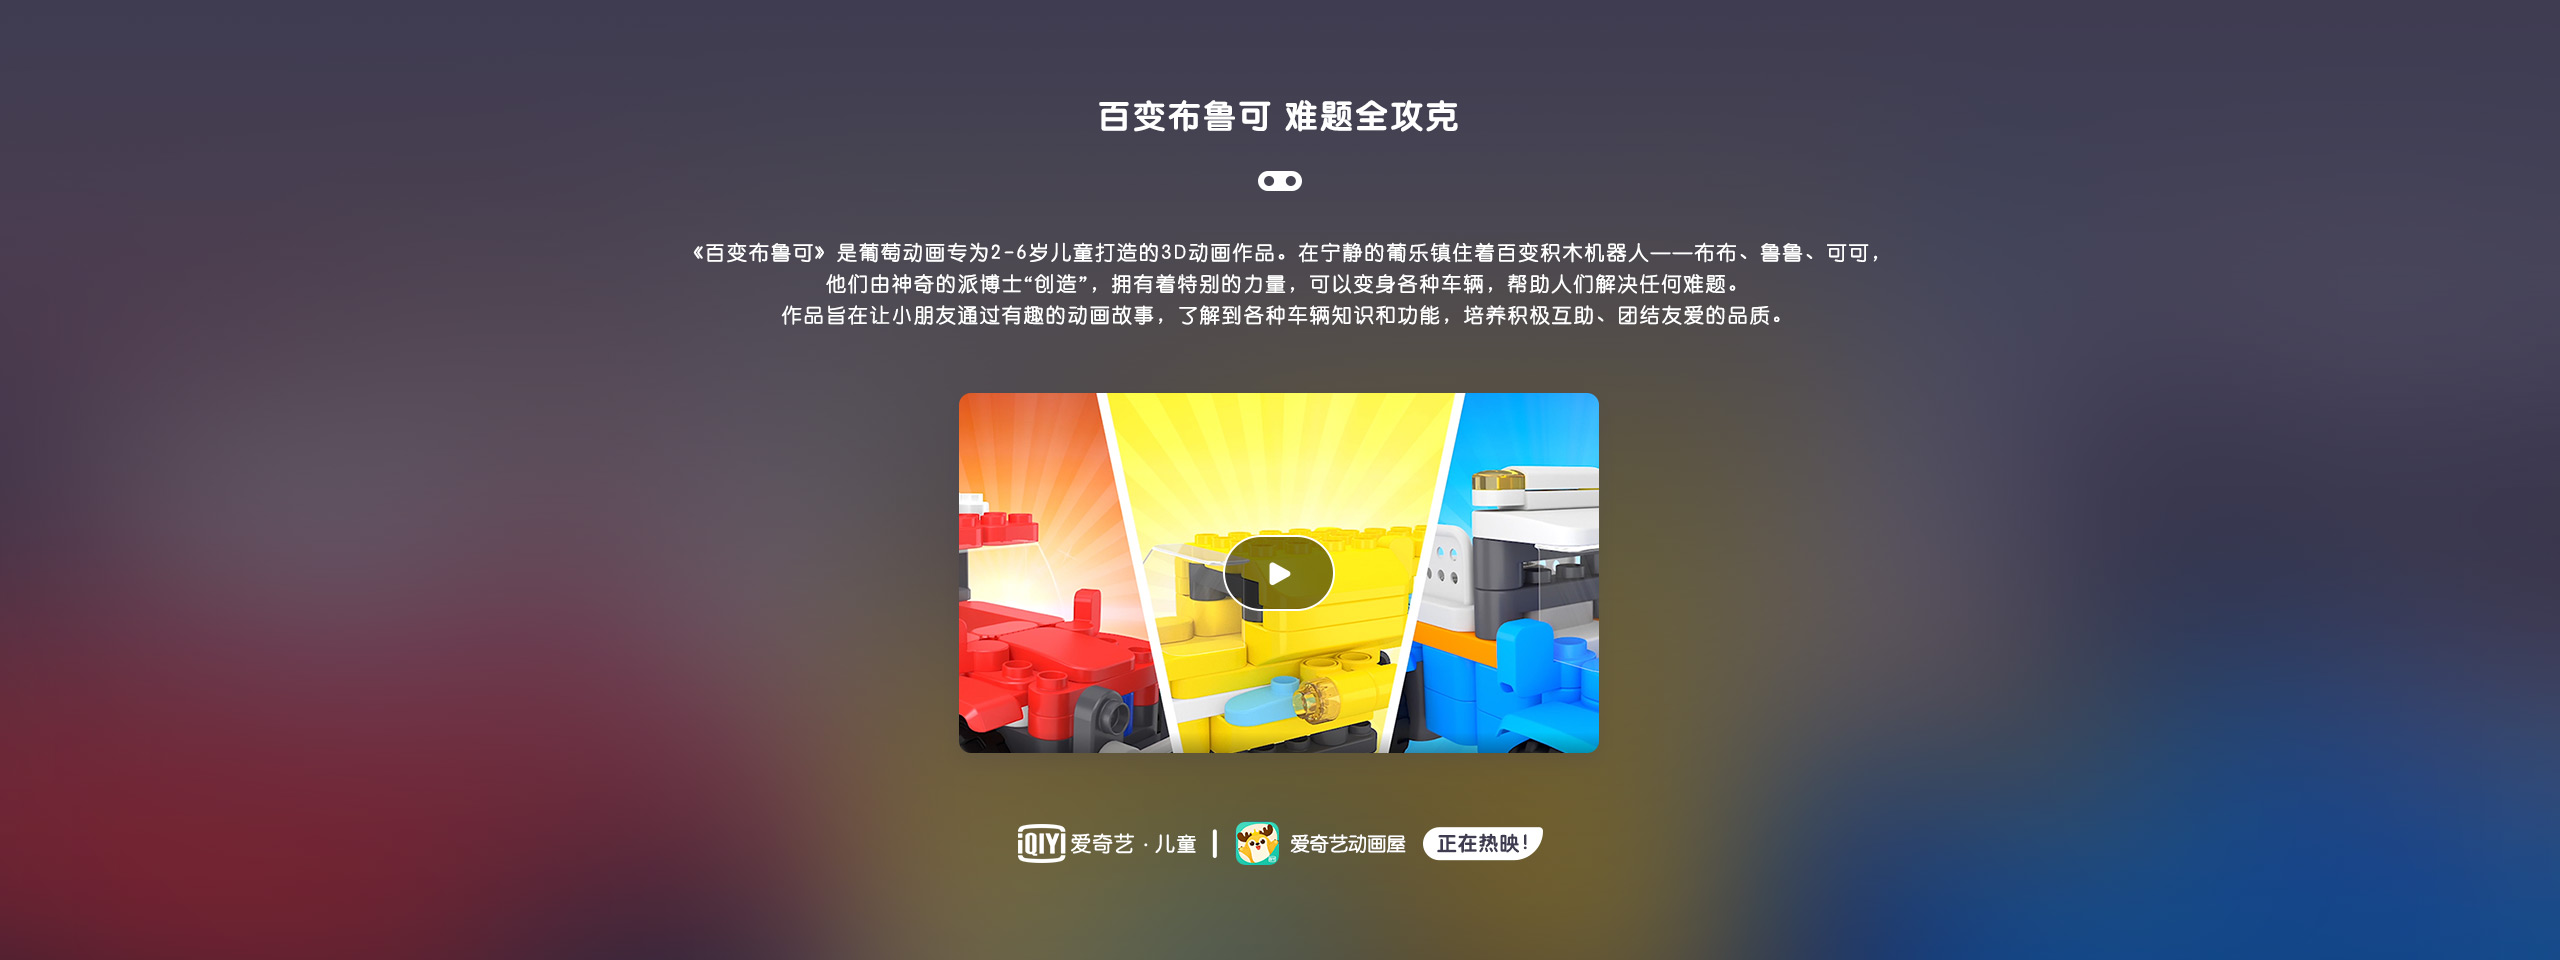 百变布鲁可 难题全攻克
《百变布鲁可》是葡萄动画专为2-6岁儿童打造的3D动画作品。在宁静的葡乐镇住着百变积木机器人——布布、鲁鲁、可可，
他们由神奇的派博士“创造”，拥有着特别的力量，可以变身各种车辆，帮助人们解决任何难题。
作品旨在让小朋友通过有趣的动画故事，了解到各种车辆知识和功能，培养积极互助、团结友爱的品质。
iQIYI 爱奇艺·儿童 | 爱奇艺动画屋 正在热映!